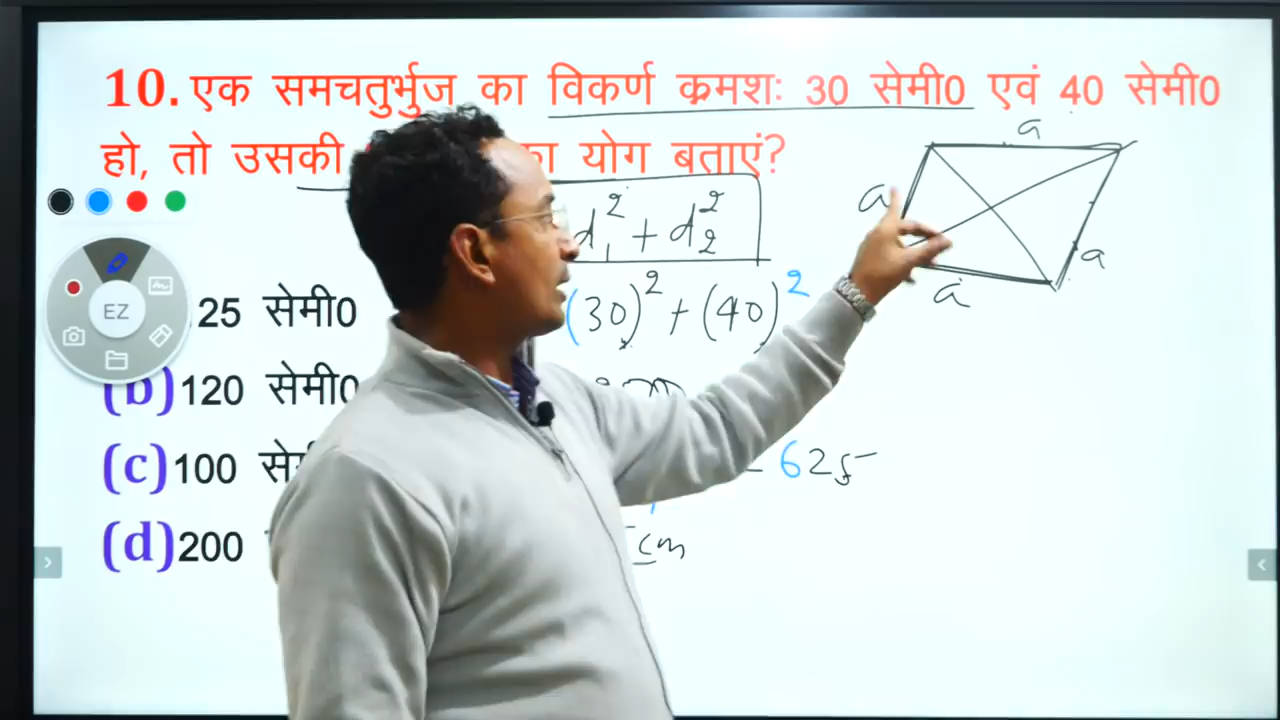 10. एक समचतुर्भुज का विकर्ण क्रमशः 30 सेमी0 एवं 40 सेमी0
हो, तो उसकी का योग बताएं?
a
a
a
a
d₁² + d₂²
25 सेमी0
(30)² + (40)²
EZ
(b) 120 सेमी0
(c) 100
625
(d) 200
cm